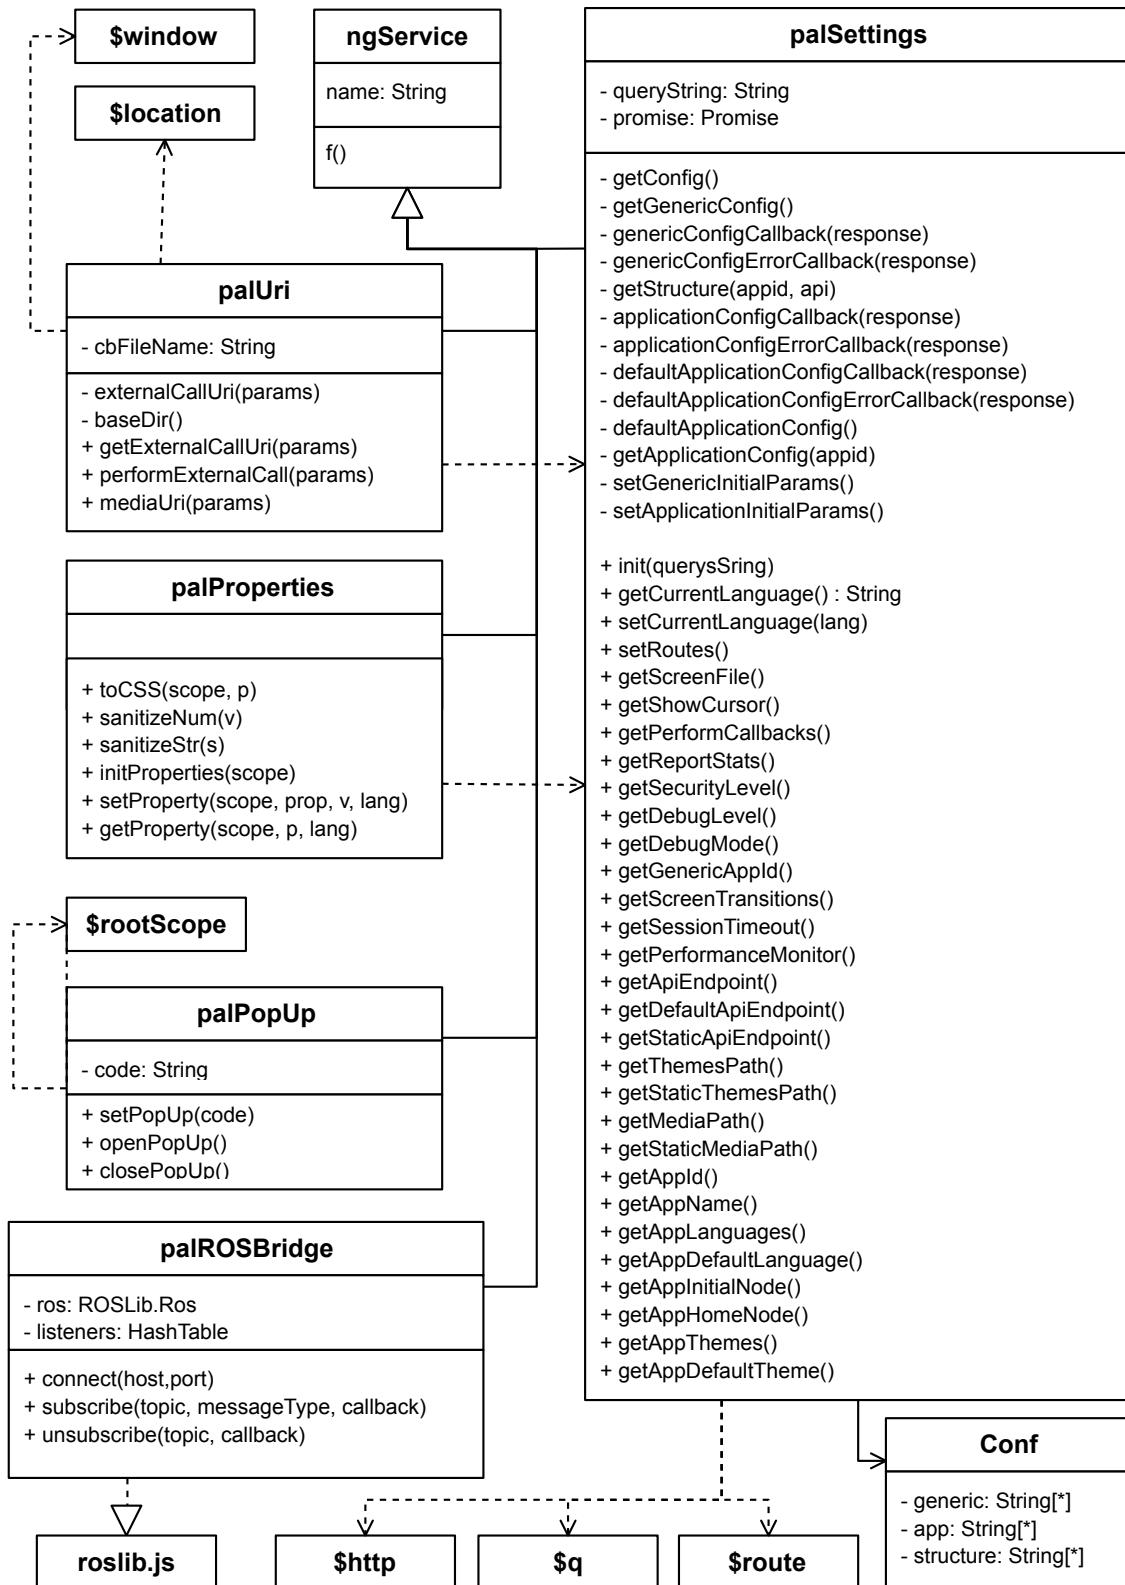 $window
$location
ngService
name: String
f()
palSettings
- queryString: String
- promise: Promise
- getConfig()
- getGenericConfig()
- genericConfigCallback(response)
- genericConfigErrorCallback(response)
- getStructure(appid, api)
- applicationConfigCallback(response)
- applicationConfigErrorCallback(response)
- defaultApplicationConfigCallback(response)
- defaultApplicationConfigErrorCallback(response)
- defaultApplicationConfig()
- getApplicationConfig(appid)
- setGenericInitialParams()
- setApplicationInitialParams()
+ init(querysSring)
+ getCurrentLanguage() : String
+ setCurrentLanguage(lang)
+ setRoutes()
+ getScreenFile()
+ getShowCursor()
+ getPerformCallbacks()
+ getReportStats()
+ getSecurityLevel()
+ getDebugLevel()
+ getDebugMode()
+ getGenericAppId()
+ getScreenTransitions()
+ getSessionTimeout()
+ getPerformanceMonitor()
+ getApiEndpoint()
+ getDefaultApiEndpoint()
+ getStaticApiEndpoint()
+ getThemesPath()
+ getStaticThemesPath()
+ getMediaPath()
+ getStaticMediaPath()
+ getAppId()
+ getAppName()
+ getAppLanguages()
+ getAppDefaultLanguage()
+ getAppInitialNode()
+ getAppHomeNode()
+ getAppThemes()
+ getAppDefaultTheme()
palUri
- cbFileName: String
- externalCallUri(params)
- baseDir()
+ getExternalCallUri(params)
+ performExternalCall(params)
+ mediaUri(params)
palProperties
+ toCSS(scope, p)
+ sanitizeNum(v)
+ sanitizeStr(s)
+ initProperties(scope)
+ setProperty(scope, prop, v, lang)
+ getProperty(scope, p, lang)
$rootScope
palPopUp
- code: String
+ setPopUp(code)
+ openPopUp()
+ closePopUp()
palROSBridge
- ros: ROSLib.Ros
- listeners: HashTable
+ connect(host,port)
+ subscribe(topic, messageType, callback)
+ unsubscribe(topic, callback)
roslib.js
$http
$q
$route
Conf
- generic: String[*]
- app: String[*]
- structure: String[*]